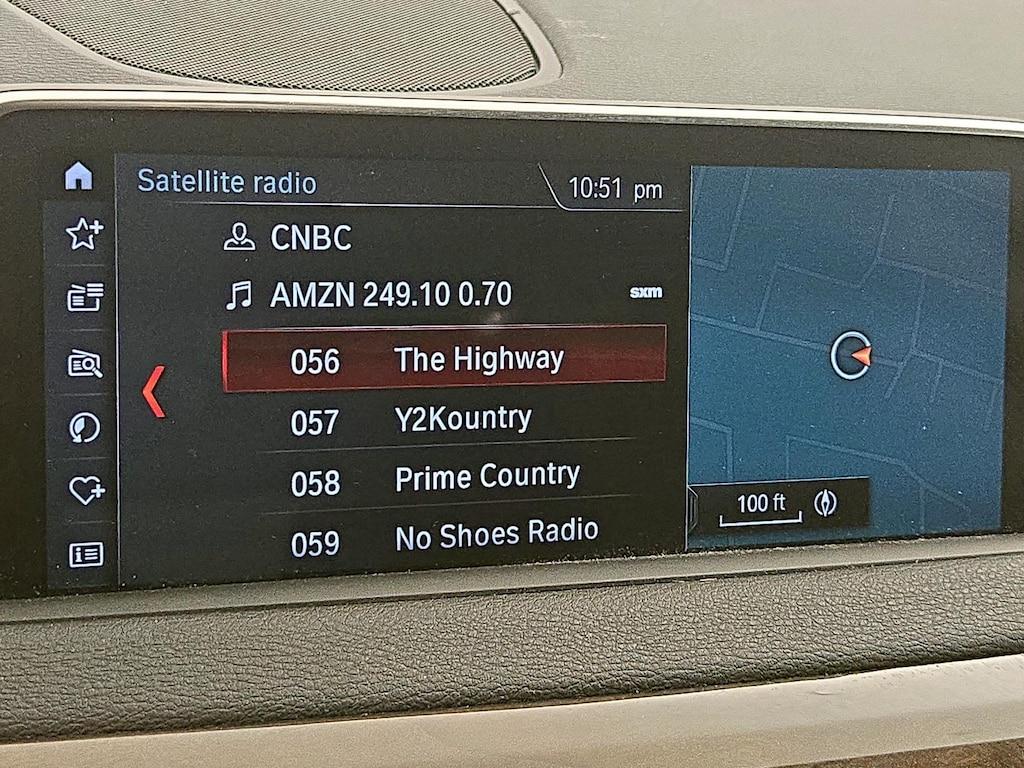 Satellite radio
10:51 pm
CNBC
AMZN 249.10 0.70
sxm
056 The Highway
057 Y2Kountry
058 Prime Country
059 No Shoes Radio
100 ft